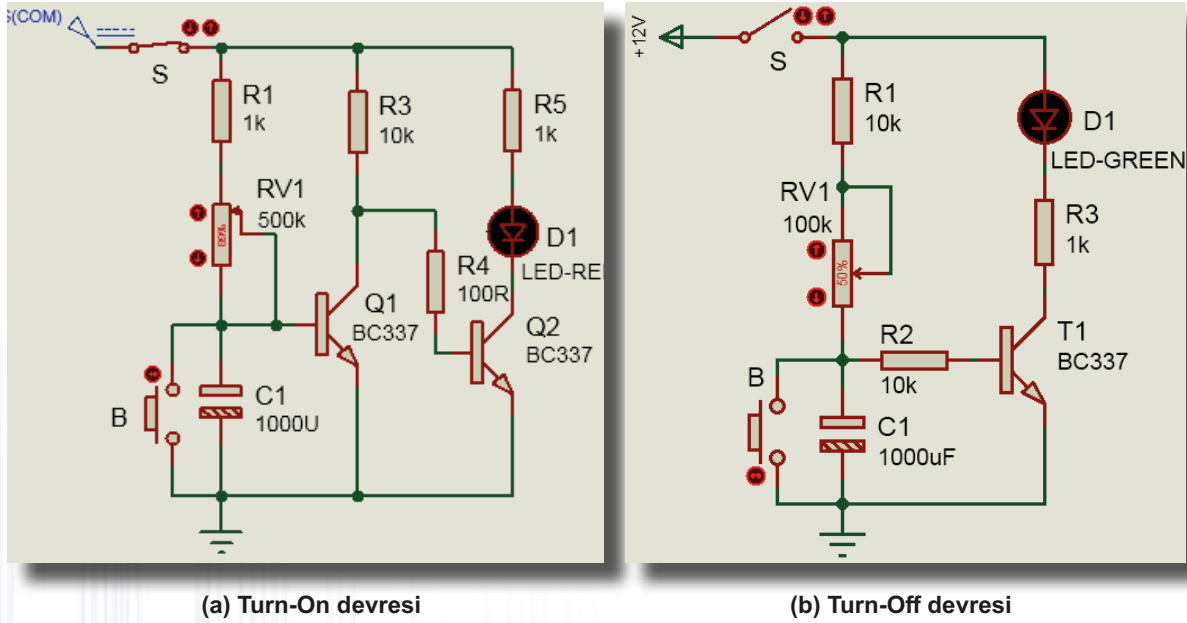 S(COM)
S
R1
1k
R3
10k
R5
1k
RV1
500k
D1
LED-RE
R4
100R
Q1
BC337
Q2
BC337
B
C1
1000U
(a) Turn-On devresi
+12V
S
R1
10k
D1
LED-GREEN
RV1
100k
50%
R3
1k
R2
10k
T1
BC337
B
C1
1000uF
(b) Turn-Off devresi